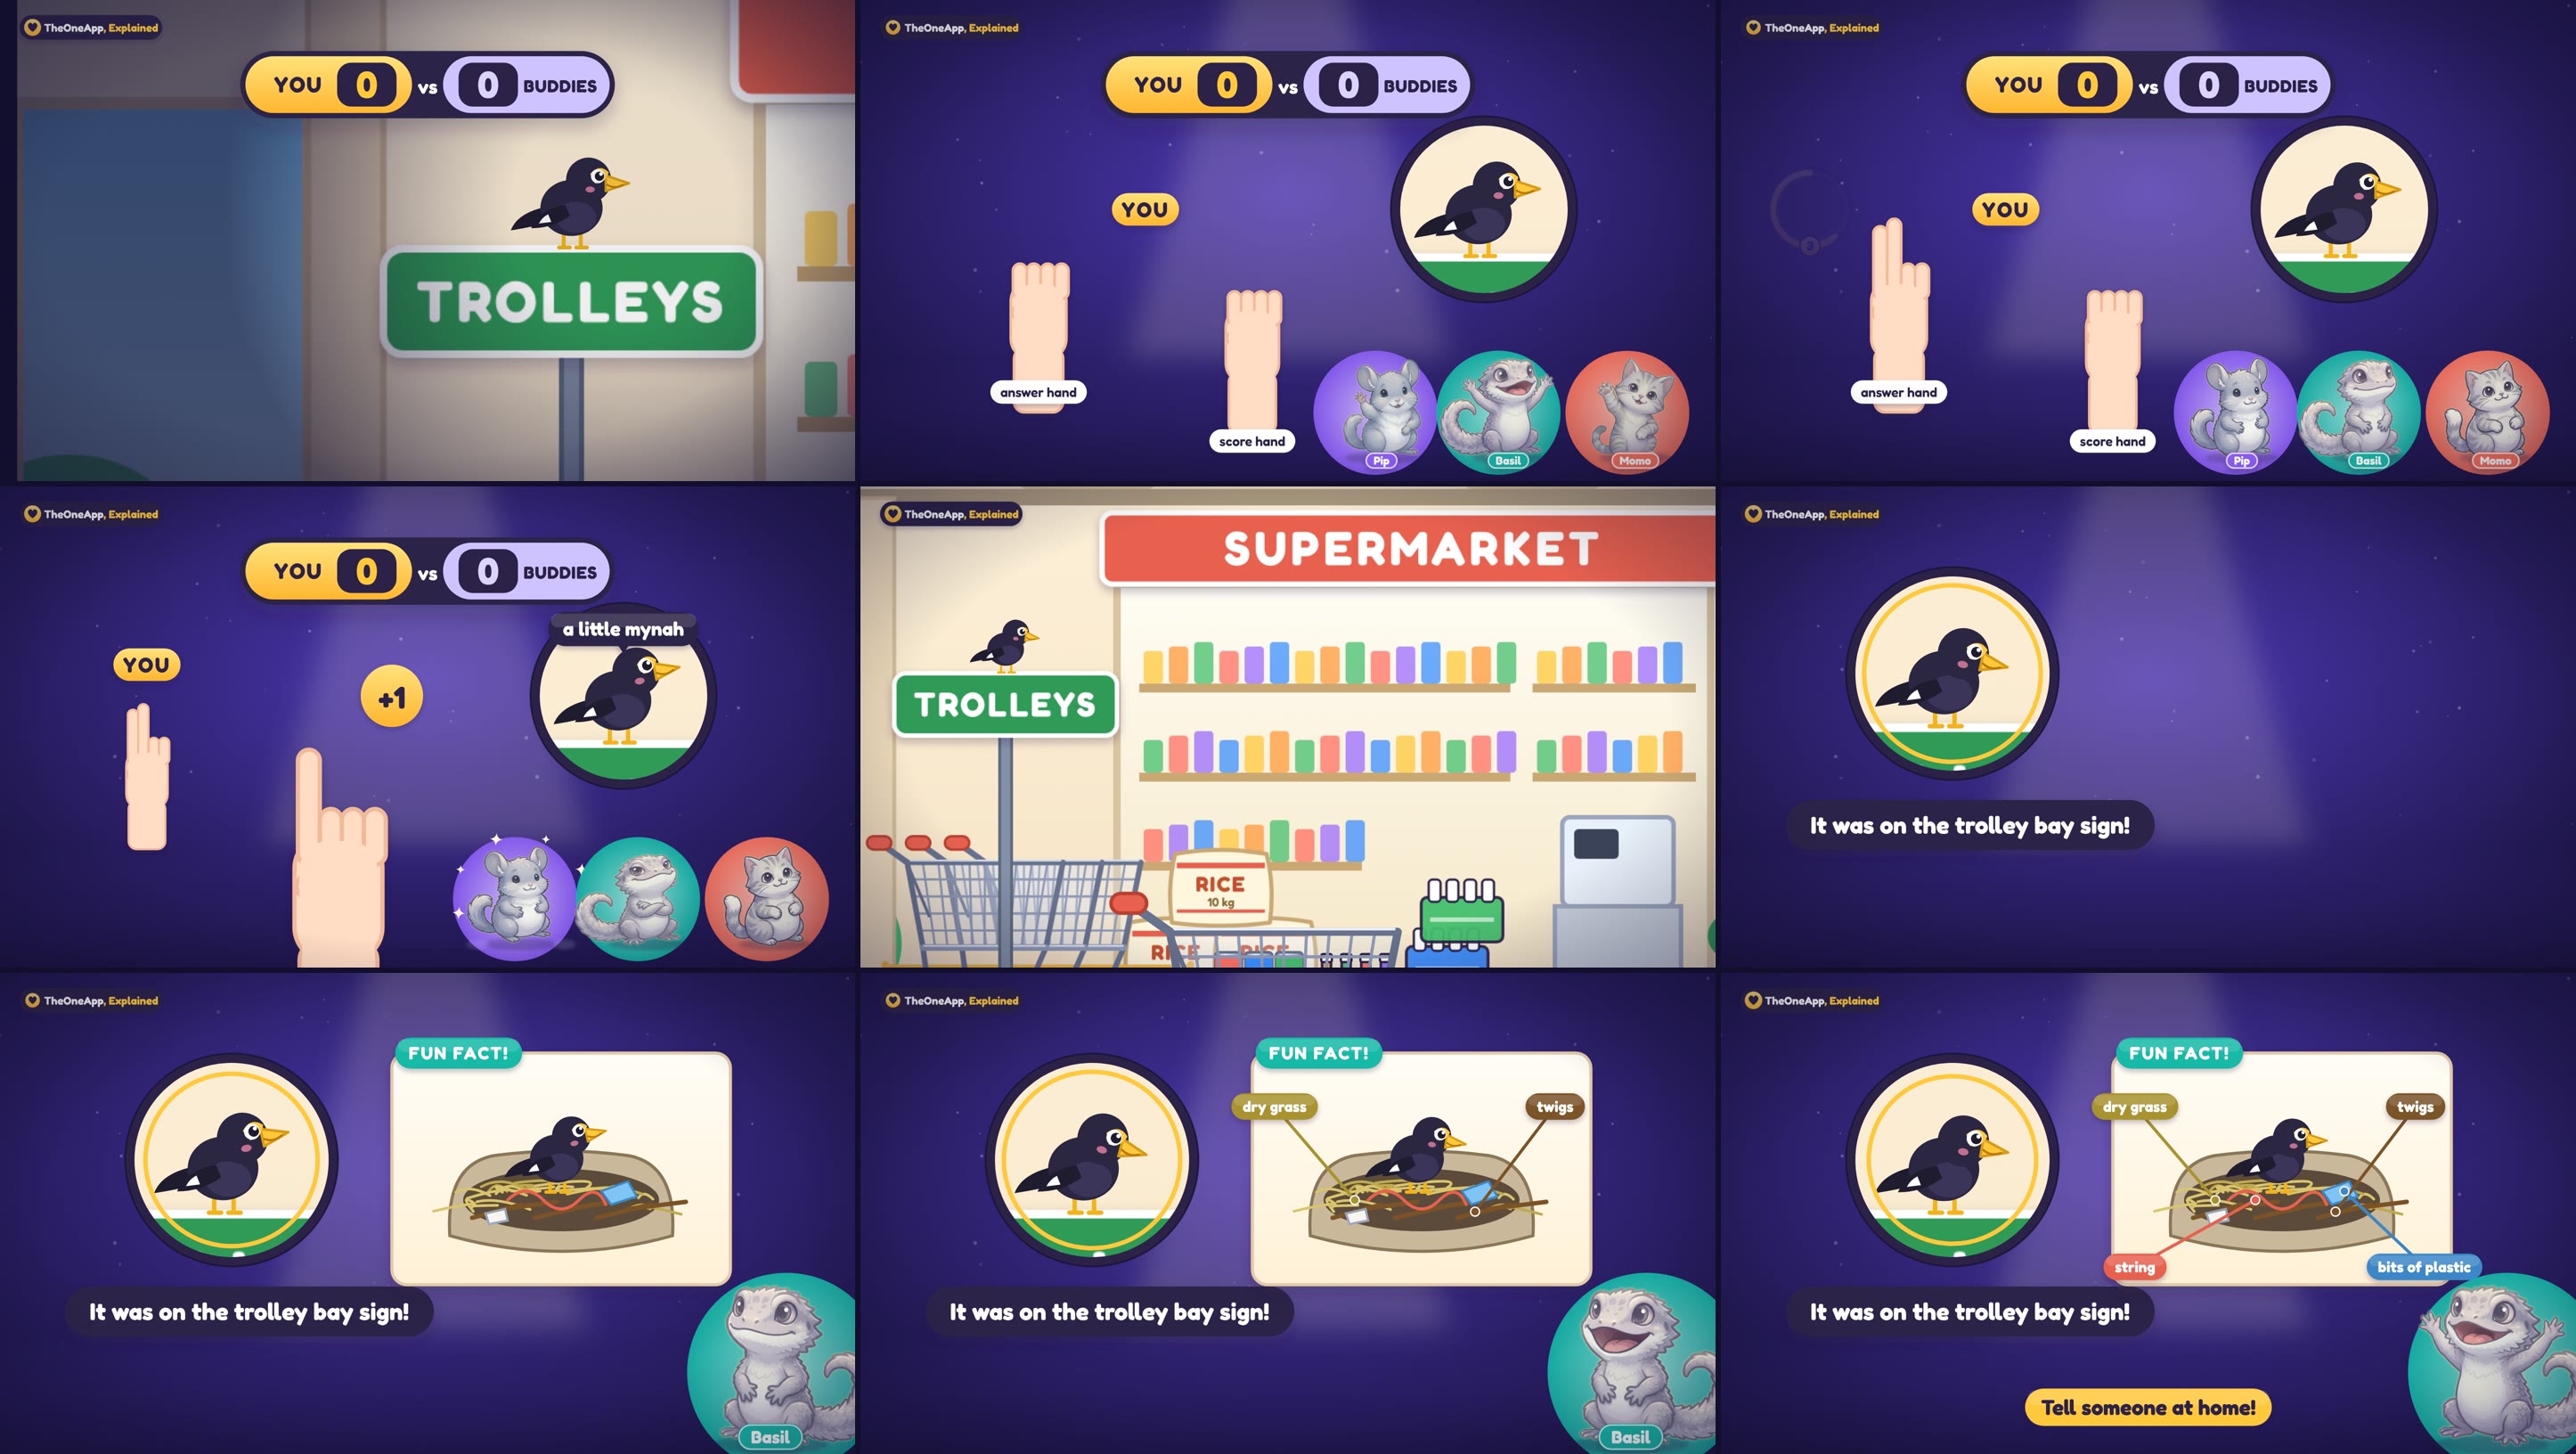 TheOneApp, Explained
YOU 0 vs 0 BUDDIES
TROLLEYS
TheOneApp, Explained
YOU 0 vs 0 BUDDIES
YOU
answer hand
score hand
Pip
Basil
Momo
TheOneApp, Explained
YOU 0 vs 0 BUDDIES
YOU
answer hand
score hand
Pip
Basil
Momo
TheOneApp, Explained
YOU 0 vs 0 BUDDIES
a little mynah
YOU
+1
TheOneApp, Explained
SUPERMARKET
TROLLEYS
RICE
10 kg
TheOneApp, Explained
It was on the trolley bay sign!
TheOneApp, Explained
FUN FACT!
It was on the trolley bay sign!
Basil
TheOneApp, Explained
FUN FACT!
dry grass
twigs
It was on the trolley bay sign!
Basil
TheOneApp, Explained
FUN FACT!
dry grass
twigs
string
bits of plastic
It was on the trolley bay sign!
Tell someone at home!